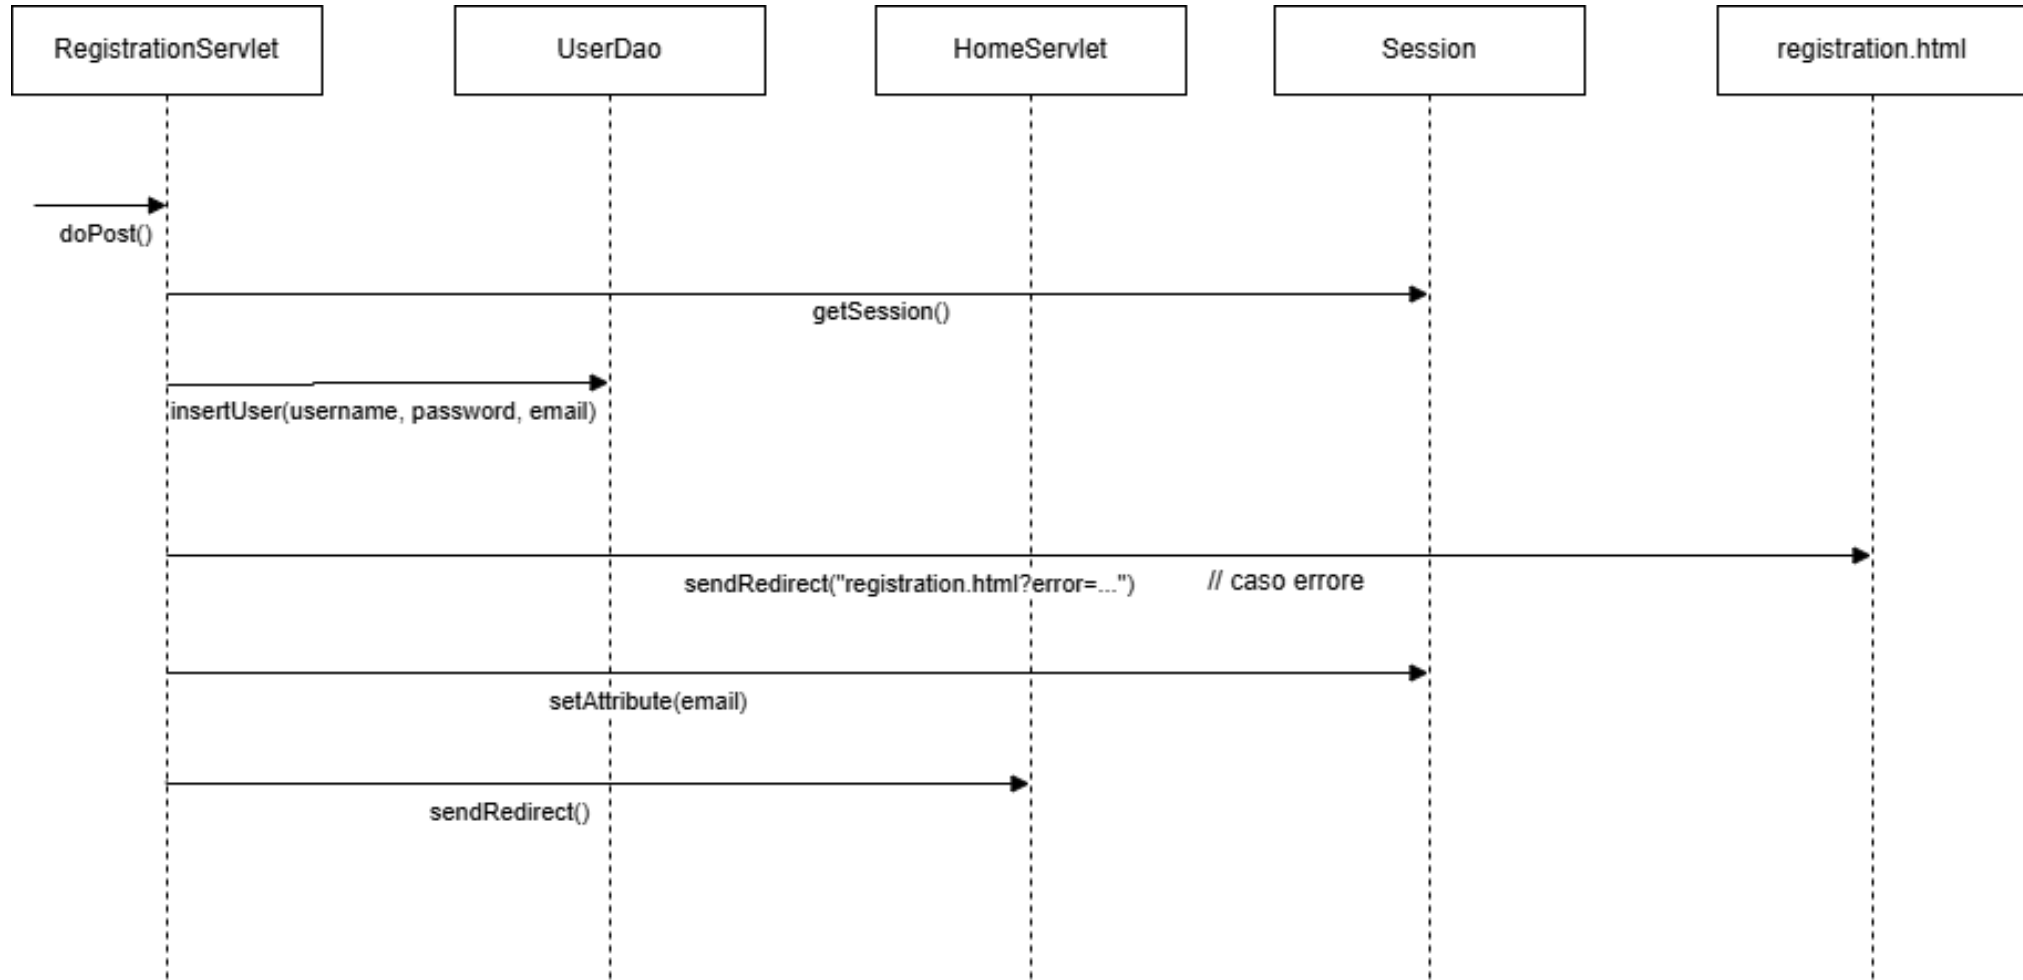 RegistrationServlet
UserDao
HomeServlet
Session
registration.html
doPost()
getSession()
insertUser(username, password, email)
sendRedirect("registration.html?error=...")
// caso errore
setAttribute(email)
sendRedirect()